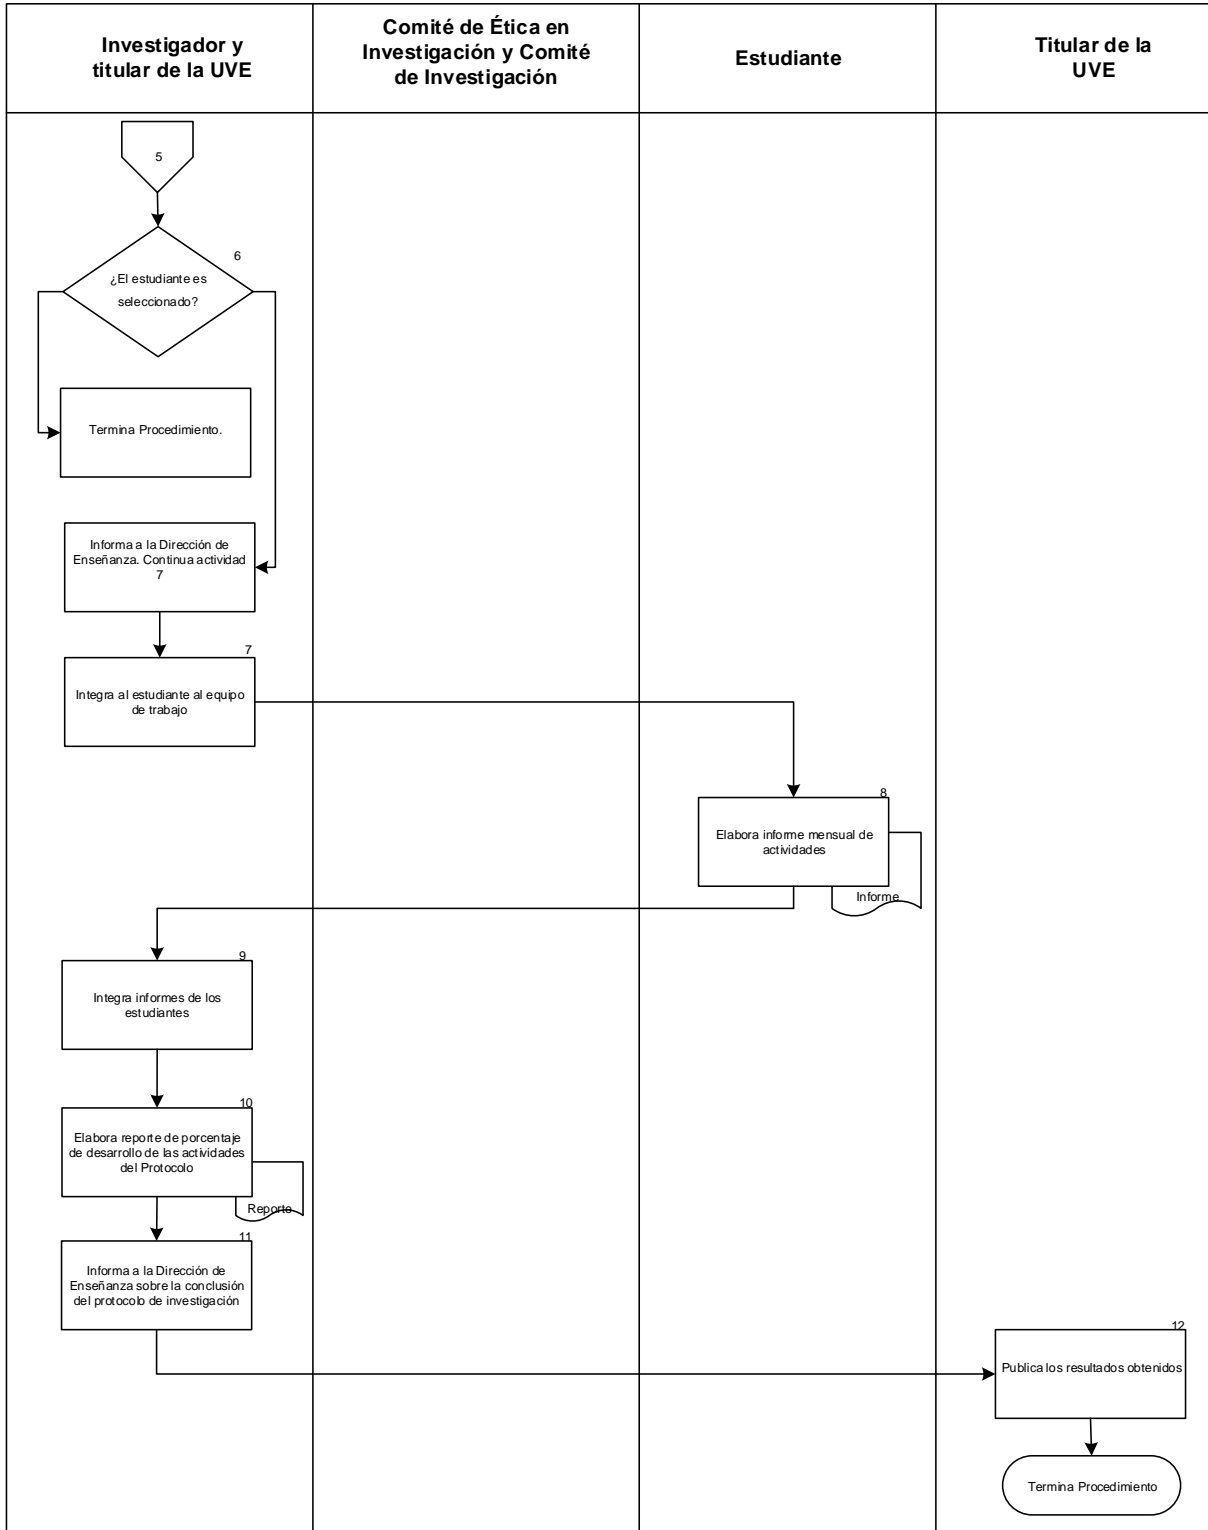 Investigador y
titular de la UVE
Comité de Ética en
Investigación y Comité
de Investigación
Estudiante
Titular de la
UVE
5
6
¿El estudiante es
seleccionado?
Termina Procedimiento.
Informa a la Dirección de
Enseñanza. Continua actividad
7
7
Integra al estudiante al equipo
de trabajo
8
Elabora informe mensual de
actividades
Informe
9
Integra informes de los
estudiantes
10
Elabora reporte de porcentaje
de desarrollo de las actividades
del Protocolo
Reporte
11
Informa a la Dirección de
Enseñanza sobre la conclusión
del protocolo de investigación
12
Publica los resultados obtenidos
Termina Procedimiento